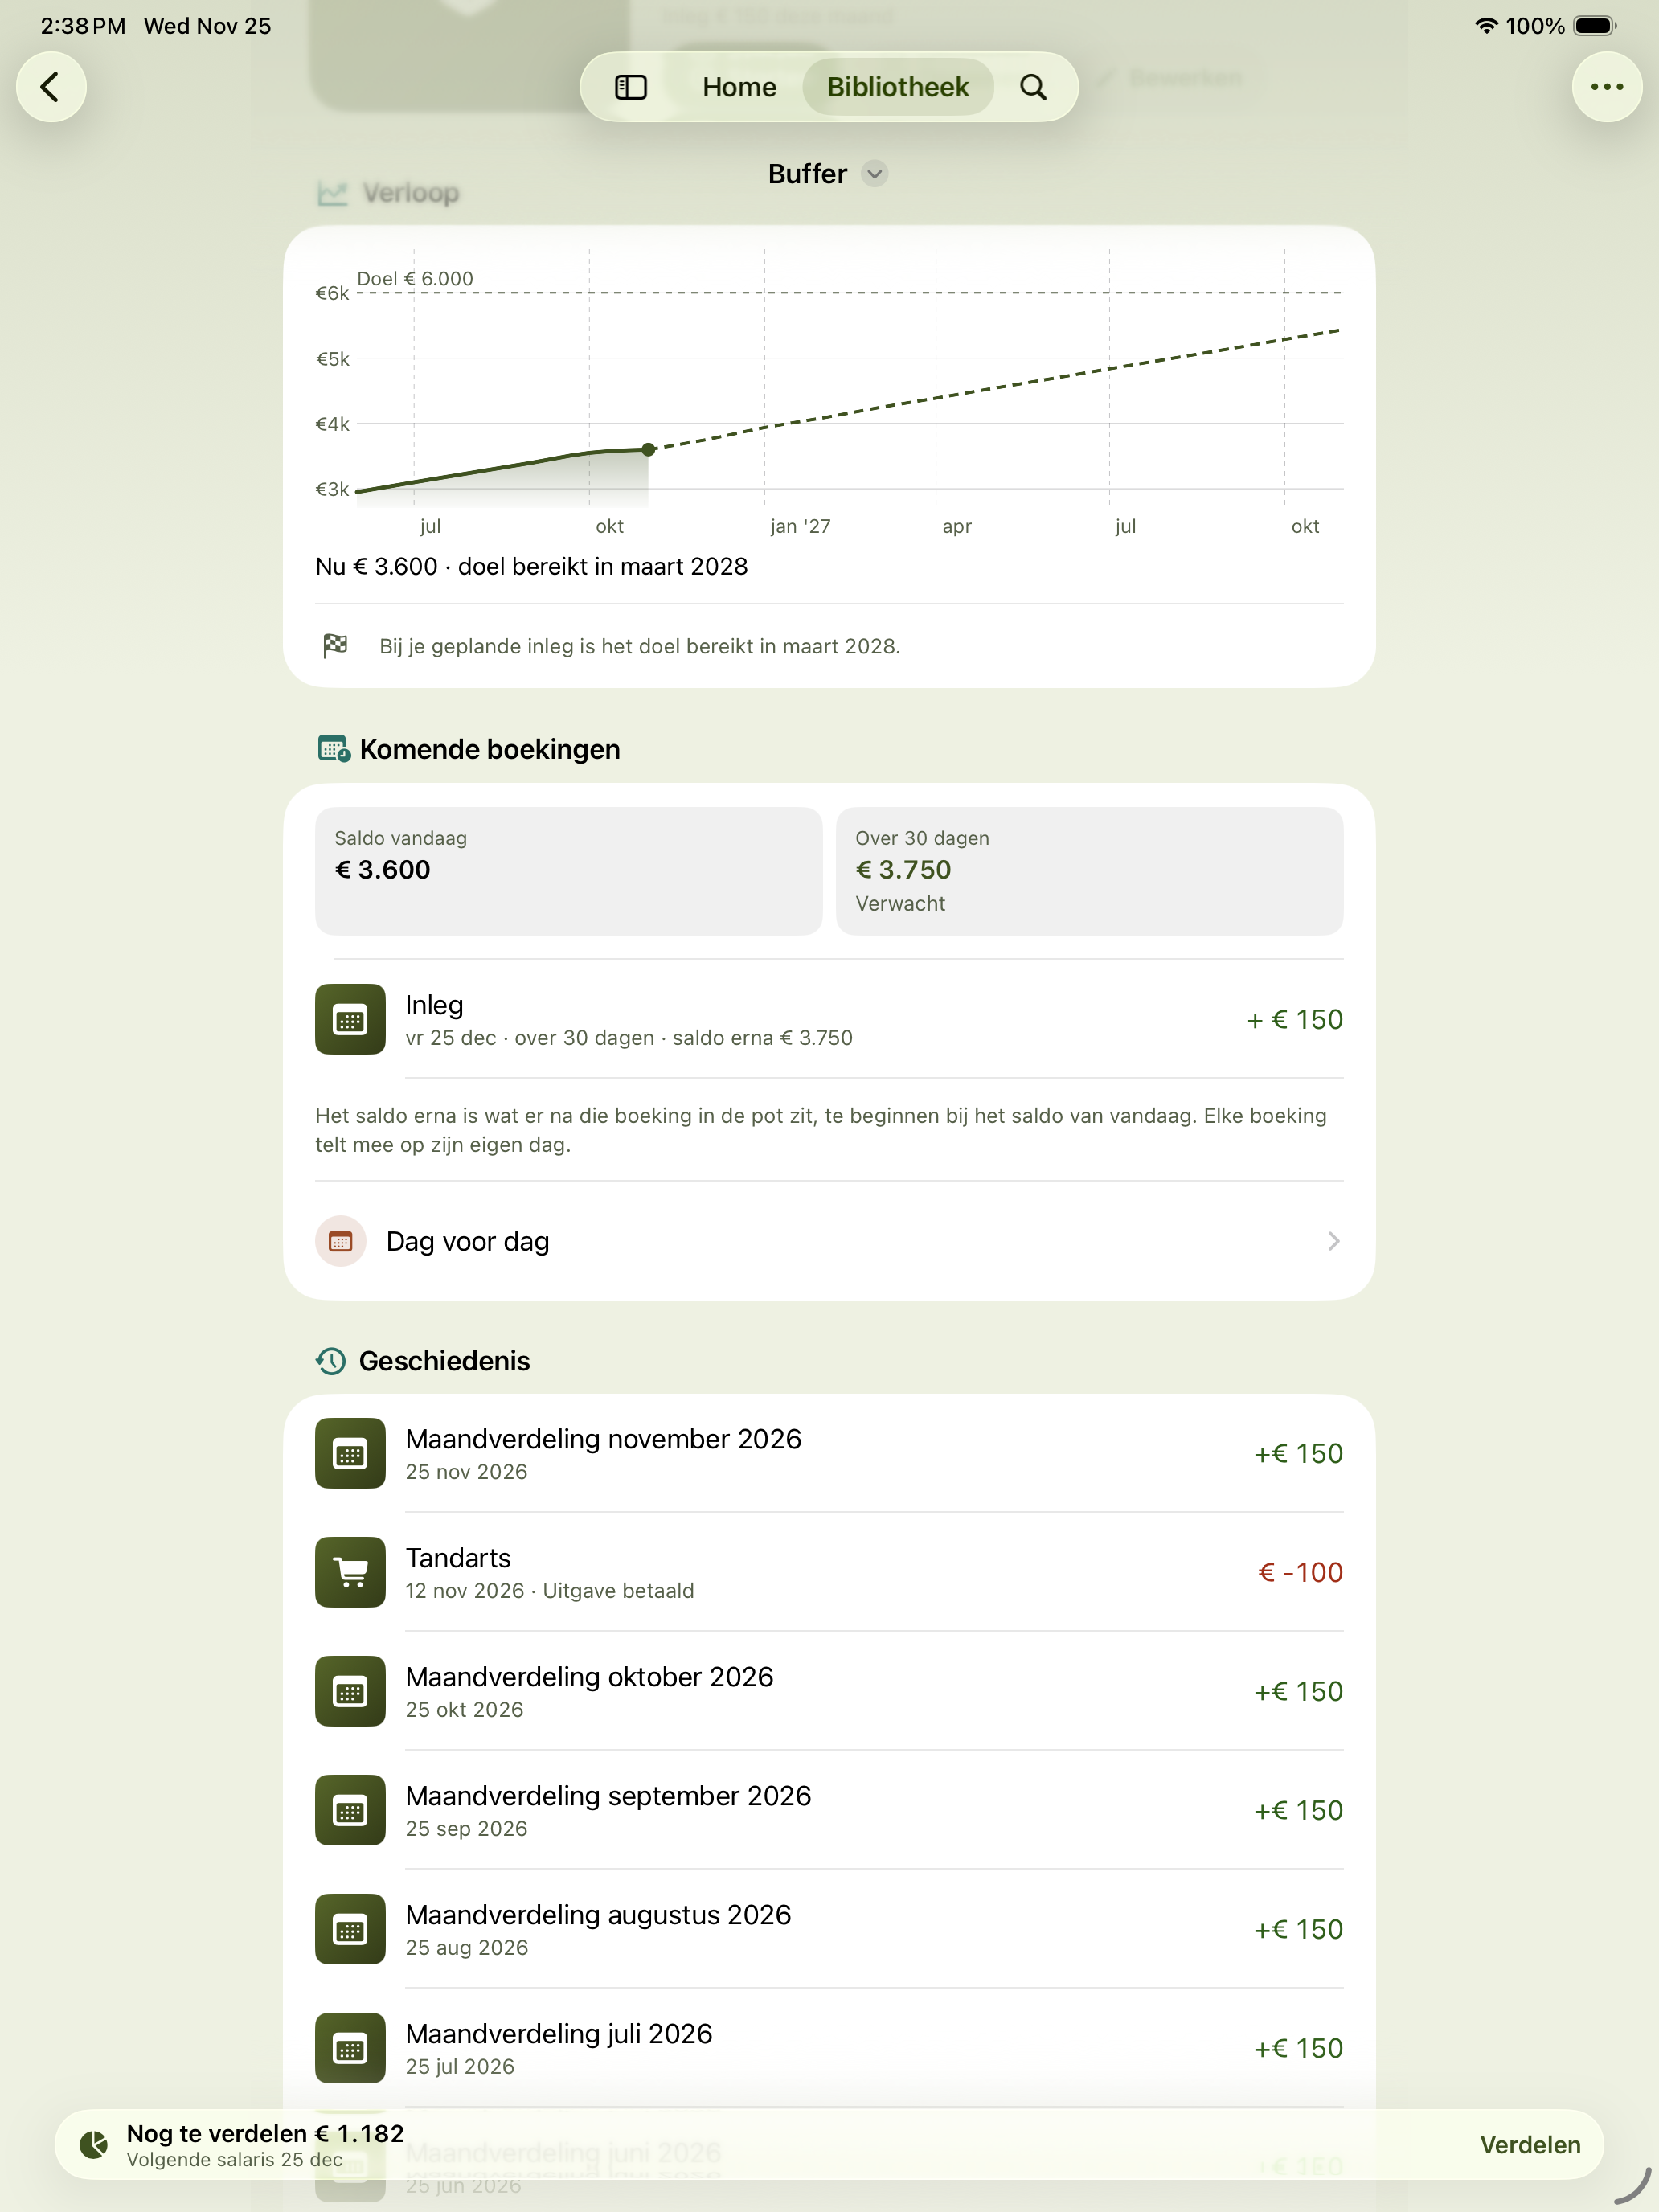 2:38 PM Wed Nov 25
100%
Home
Bibliotheek
Bewerken
Buffer
Verloop
Doel € 6.000
€6k
€5k
€4k
€3k
jul
okt
jan '27
apr
jul
okt
Nu € 3.600 · doel bereikt in maart 2028
Bij je geplande inleg is het doel bereikt in maart 2028.
Komende boekingen
Saldo vandaag
€ 3.600
Over 30 dagen
€ 3.750
Verwacht
Inleg
vr 25 dec · over 30 dagen · saldo erna € 3.750
+ € 150
Het saldo erna is wat er na die boeking in de pot zit, te beginnen bij het saldo van vandaag. Elke boeking
telt mee op zijn eigen dag.
Dag voor dag
Geschiedenis
Maandverdeling november 2026
25 nov 2026
+€ 150
Tandarts
12 nov 2026 · Uitgave betaald
€ -100
Maandverdeling oktober 2026
25 okt 2026
+€ 150
Maandverdeling september 2026
25 sep 2026
+€ 150
Maandverdeling augustus 2026
25 aug 2026
+€ 150
Maandverdeling juli 2026
25 jul 2026
+€ 150
Nog te verdelen € 1.182
Volgende salaris 25 dec
Verdelen
Maandverdeling juni 2026
25 jun 2026